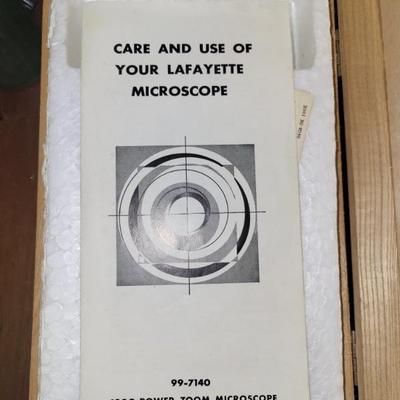 CARE AND USE OF
YOUR LAFAYETTE
MICROSCOPE
99-7140
POWER ZOOM MICROSCOPE